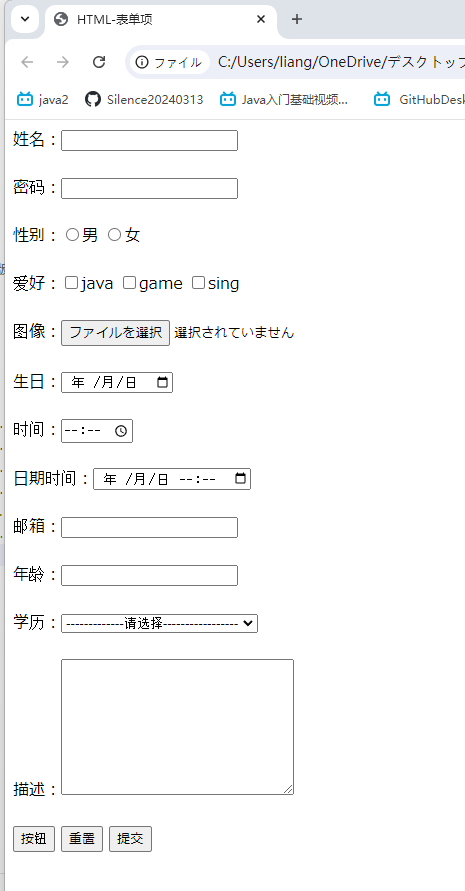 HTML-表单项
ファイル C:/Users/liang/OneDrive/デスクトップ
java2 Silence20240313 Java入门基础视频... GitHubDesk
姓名：
密码：
性别： 男 女
爱好： java game sing
图像： ファイルを選択 選択されていません
生日： 年 /月/日
时间： --:--
日期时间： 年 /月/日 --:--
邮箱：
年龄：
学历： -------------请选择-----------------
描述：
按钮 重置 提交